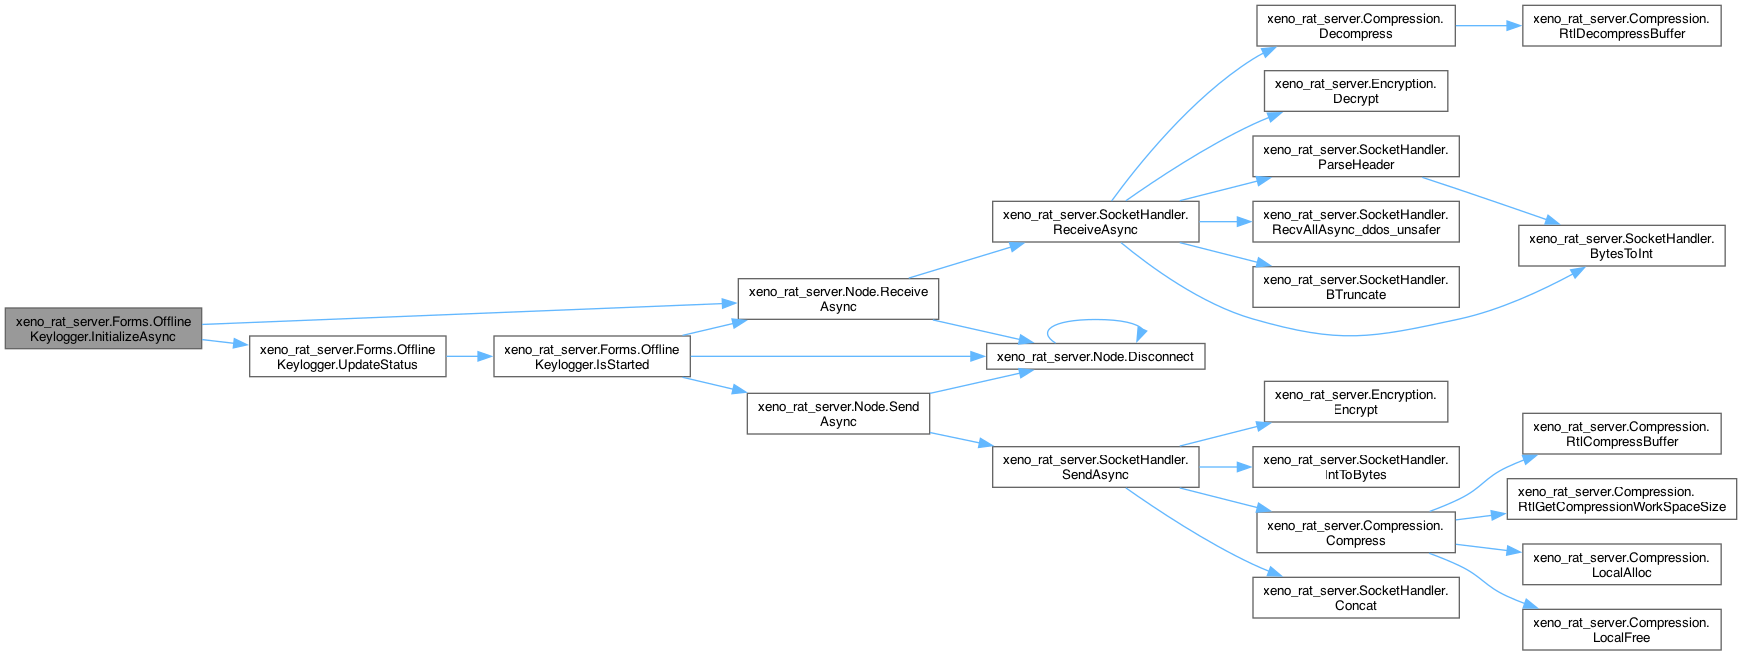 xeno_rat_server.Forms.Offline
Keylogger.InitializeAsync
xeno_rat_server.Forms.Offline
Keylogger.UpdateStatus
xeno_rat_server.Forms.Offline
Keylogger.IsStarted
xeno_rat_server.Node.Receive
Async
xeno_rat_server.Node.Disconnect
xeno_rat_server.Node.Send
Async
xeno_rat_server.SocketHandler.
ReceiveAsync
xeno_rat_server.SocketHandler.
SendAsync
xeno_rat_server.Compression.
Decompress
xeno_rat_server.Encryption.
Decrypt
xeno_rat_server.SocketHandler.
ParseHeader
xeno_rat_server.SocketHandler.
RecvAllAsync_ddos_unsafer
xeno_rat_server.SocketHandler.
BTruncate
xeno_rat_server.Encryption.
Encrypt
xeno_rat_server.SocketHandler.
IntToBytes
xeno_rat_server.Compression.
Compress
xeno_rat_server.SocketHandler.
Concat
xeno_rat_server.Compression.
RtlDecompressBuffer
xeno_rat_server.SocketHandler.
BytesToInt
xeno_rat_server.Compression.
RtlCompressBuffer
xeno_rat_server.Compression.
RtlGetCompressionWorkSpaceSize
xeno_rat_server.Compression.
LocalAlloc
xeno_rat_server.Compression.
LocalFree